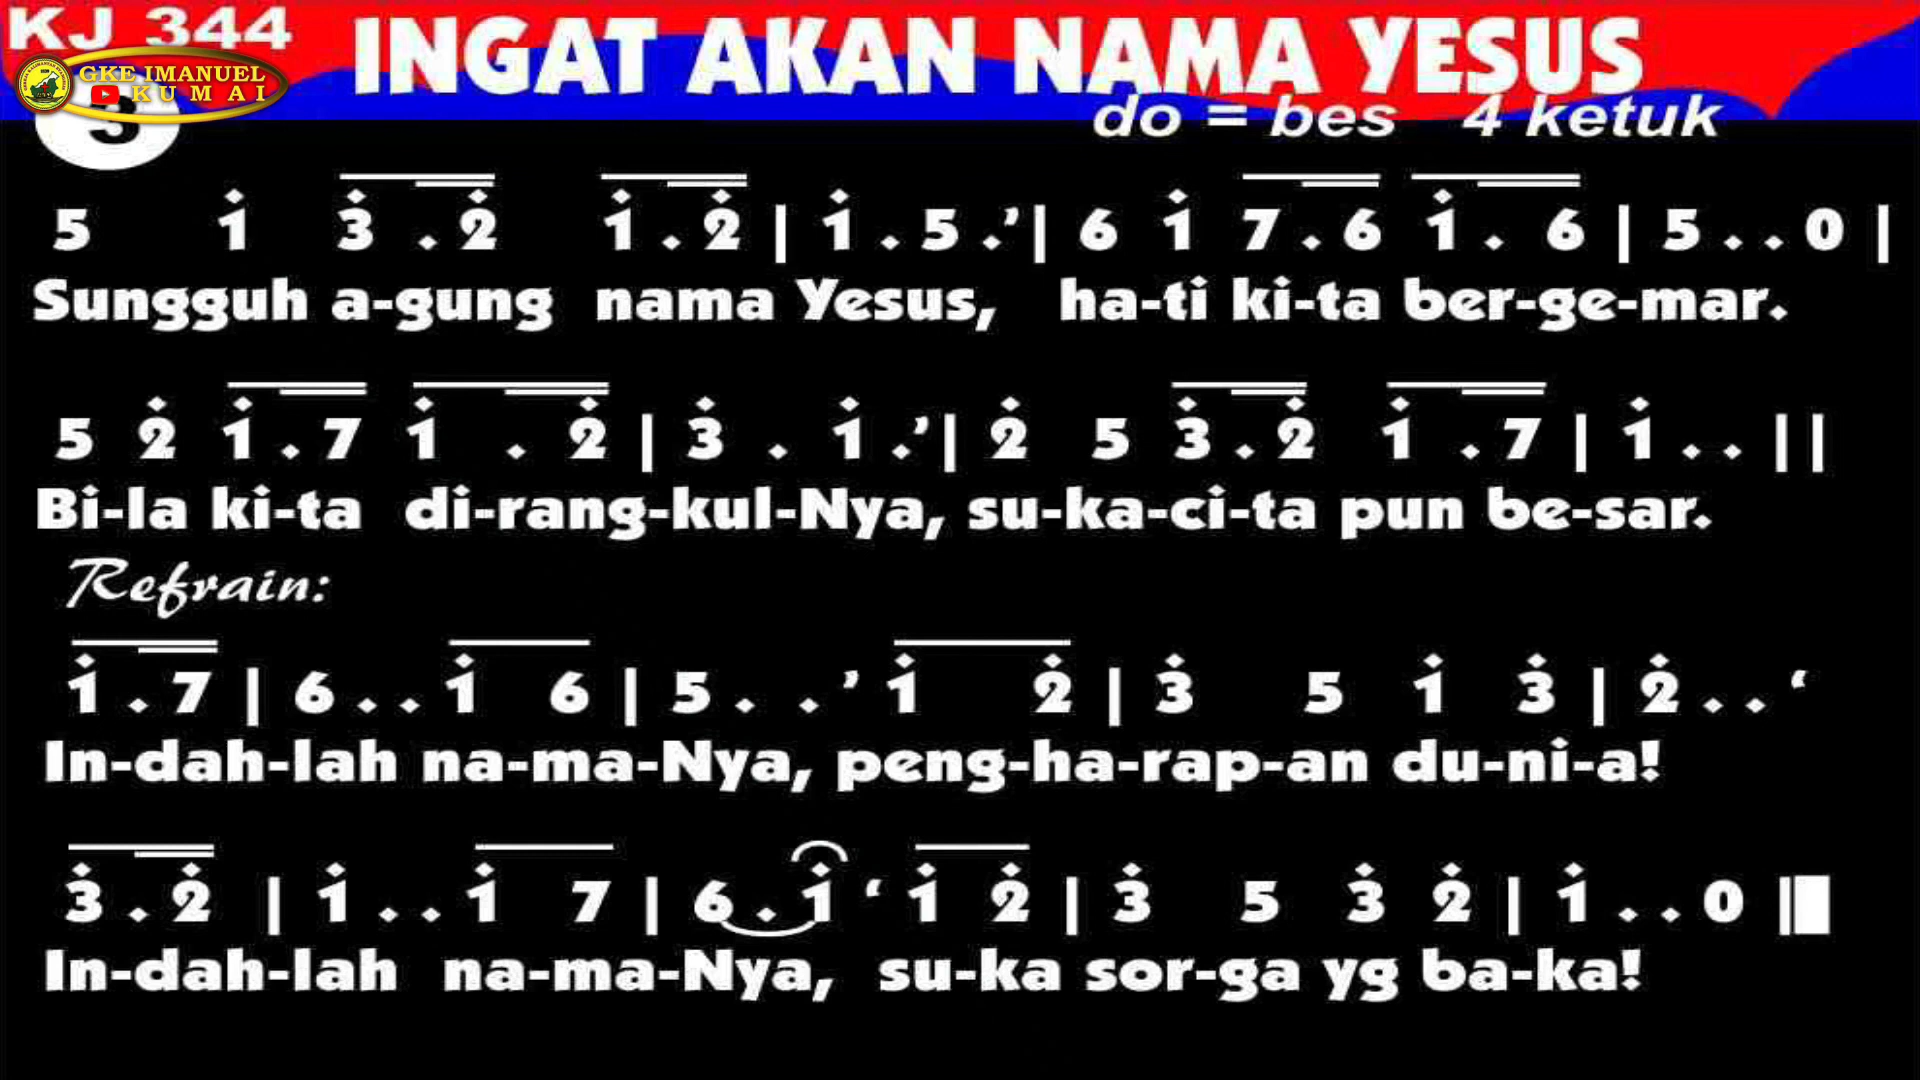 KJ 344
INGAT AKAN NAMA YESUS
GKE IMANUEL
KUMAI
3
do = bes 4 ketuk
5 1̇ 3̇ . 2̇ 1̇ . 2̇ | 1̇ . 5 .’| 6 1̇ 7 . 6 1̇ . 6 | 5 . . 0 |
Sungguh a-gung nama Yesus, ha-ti ki-ta ber-ge-mar.
5 2̇ 1̇ . 7 1̇ . 2̇ | 3̇ . 1̇ .’| 2̇ 5 3̇ . 2̇ 1̇ . 7 | 1̇ . . ||
Bi-la ki-ta di-rang-kul-Nya, su-ka-ci-ta pun be-sar.
Refrain:
1̇ . 7 | 6 . . 1̇ 6 | 5 . . ’ 1̇ 2̇ | 3̇ 5 1̇ 3̇ | 2̇ . . ‘
In-dah-lah na-ma-Nya, peng-ha-rap-an du-ni-a!
3̇ . 2̇ | 1̇ . . 1̇ 7 | 6 . 1̇ ‘ 1̇ 2̇ | 3̇ 5 3̇ 2̇ | 1̇ . . 0 ||
In-dah-lah na-ma-Nya, su-ka sor-ga yg ba-ka!